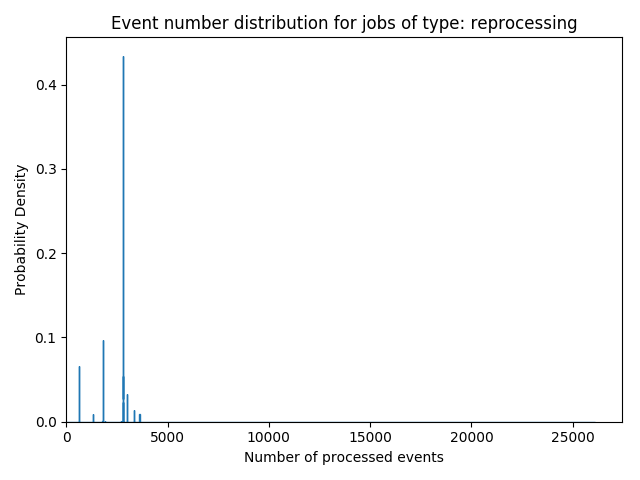 Event number distribution for jobs of type: reprocessing
Probability Density
0.4
0.3
0.2
0.1
0.0
0 5000 10000 15000 20000 25000
Number of processed events